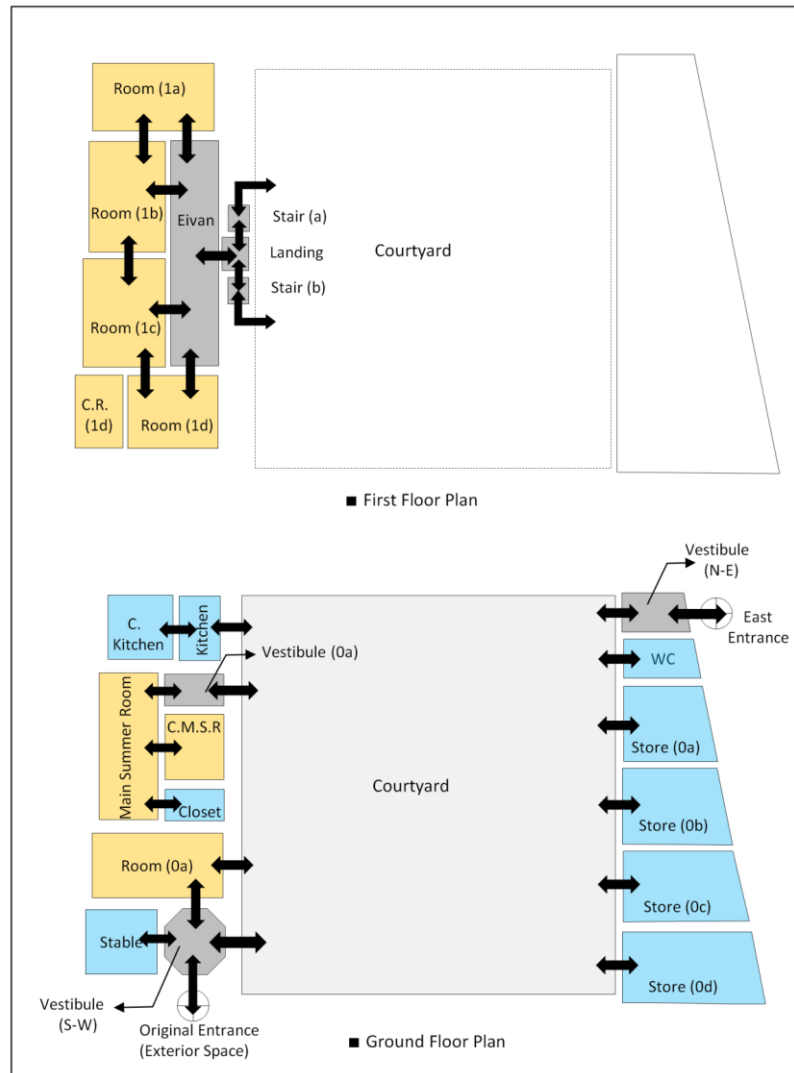 Room (1a)
Room (1b)
Eivan
Stair (a)
Landing
Courtyard
Stair (b)
Room (1c)
C.R.
(1d)
Room (1d)
■ First Floor Plan
Vestibule
(N-E)
C.
Kitchen
Kitchen
East
Entrance
Vestibule (0a)
WC
Main Summer Room
C.M.S.R
Store (0a)
Courtyard
Closet
Store (0b)
Room (0a)
Store (0c)
Stable
Store (0d)
Vestibule
(S-W)
Original Entrance
(Exterior Space)
■ Ground Floor Plan